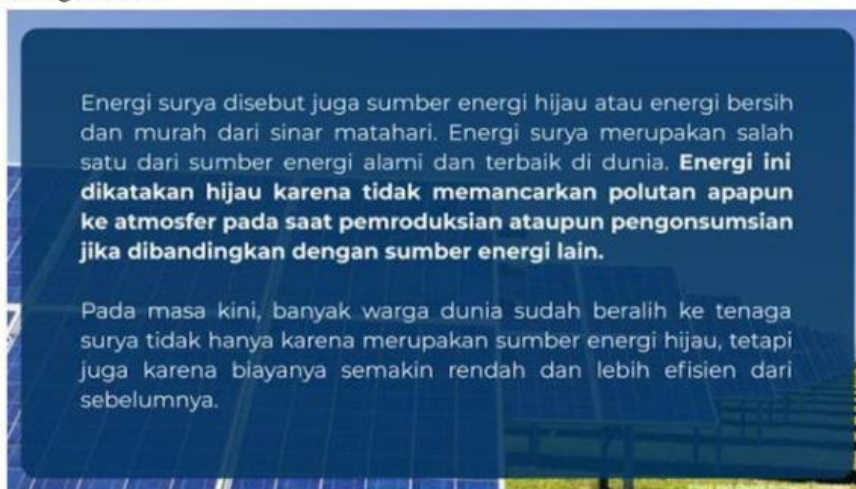 Energi surya disebut juga sumber energi hijau atau energi bersih
dan murah dari sinar matahari. Energi surya merupakan salah
satu dari sumber energi alami dan terbaik di dunia. Energi ini
dikatakan hijau karena tidak memancarkan polutan apapun
ke atmosfer pada saat pemroduksian ataupun pengonsumsian
jika dibandingkan dengan sumber energi lain.
Pada masa kini, banyak warga dunia sudah beralih ke tenaga
surya tidak hanya karena merupakan sumber energi hijau, tetapi
juga karena biayanya semakin rendah dan lebih efisien dari
sebelumnya.